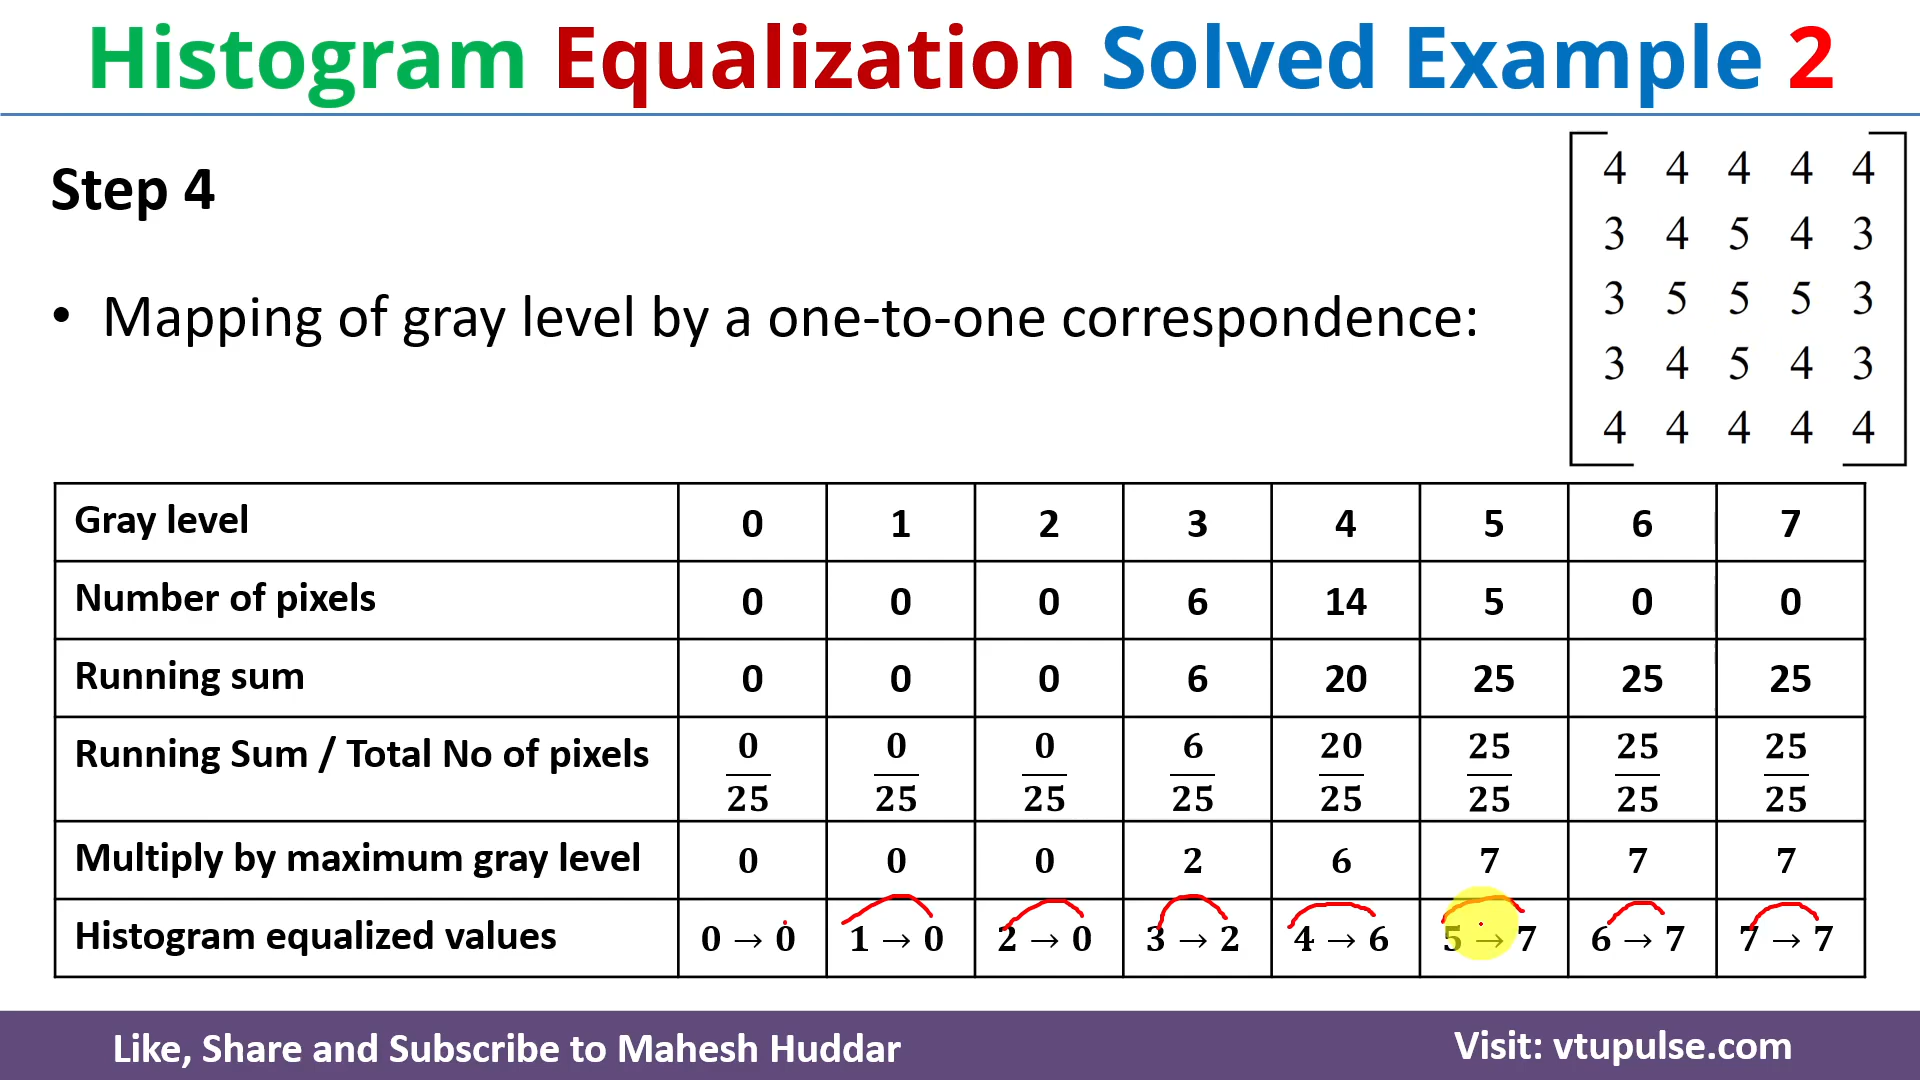 Histogram Equalization Solved Example 2
Step 4
• Mapping of gray level by a one-to-one correspondence:
4 4 4 4 4
3 4 5 4 3
3 5 5 5 3
3 4 5 4 3
4 4 4 4 4
Gray level 0 1 2 3 4 5 6 7
Number of pixels 0 0 0 6 14 5 0 0
Running sum 0 0 0 6 20 25 25 25
Running Sum / Total No of pixels 0/25 0/25 0/25 6/25 20/25 25/25 25/25 25/25
Multiply by maximum gray level 0 0 0 2 6 7 7 7
Histogram equalized values 0 → 0 1 → 0 2 → 0 3 → 2 4 → 6 5 → 7 6 → 7 7 → 7
Like, Share and Subscribe to Mahesh Huddar
Visit: vtupulse.com